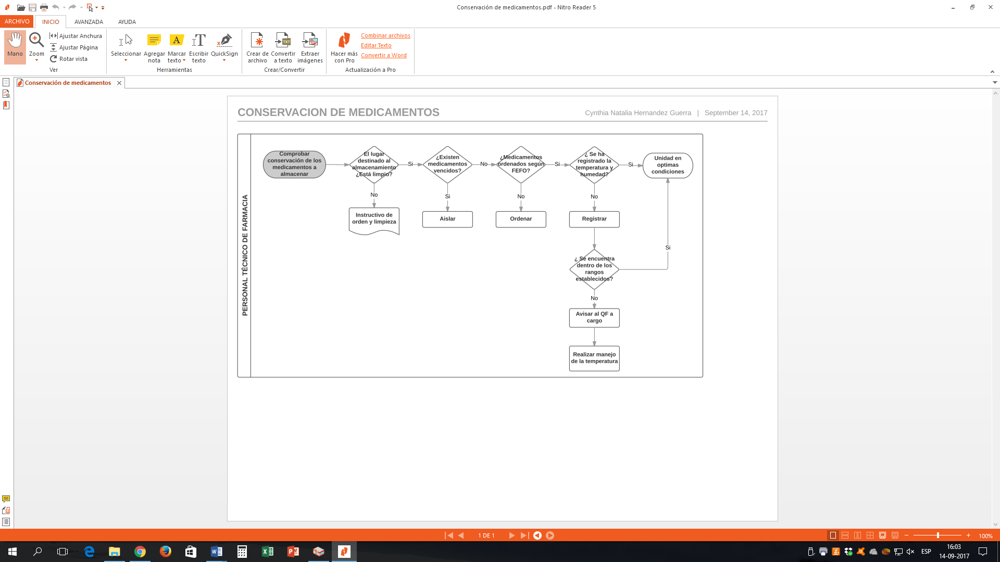 Conservación de medicamentos.pdf - Nitro Reader 5
ARCHIVO
INICIO
AVANZADA
AYUDA
Mano
Zoom
Ajustar Anchura
Ajustar Página
Rotar vista
Ver
Seleccionar
Agregar
nota
Marcar
texto
Escribir
texto
QuickSign
Herramientas
Crear de
archivo
TXT
Convertir
a texto
Extraer
imágenes
Crear/Convertir
Hacer más
con Pro
Combinar archivos
Editar Texto
Convertir a Word
Actualización a Pro
Conservación de medicamentos
CONSERVACION DE MEDICAMENTOS
Cynthia Natalia Hernandez Guerra | September 14, 2017
PERSONAL TÉCNICO DE FARMACIA
Comprobar
conservación de los
medicamentos a
almacenar
El lugar
destinado al
almacenamiento
¿Está limpio?
Si
¿Existen
medicamentos
vencidos?
No
¿Medicamentos
ordenados según
FEFO?
Si
¿ Se ha
registrado la
temperatura y
humedad?
Si
Unidad en
optimas
condiciones
No
Si
No
No
Instructivo de
orden y limpieza
Aislar
Ordenar
Registrar
Si
¿ Se encuentra
dentro de los
rangos
establecidos?
No
Avisar al QF a
cargo
Realizar manejo
de la temperatura
1 DE 1
100%
ESP
16:03
14-09-2017